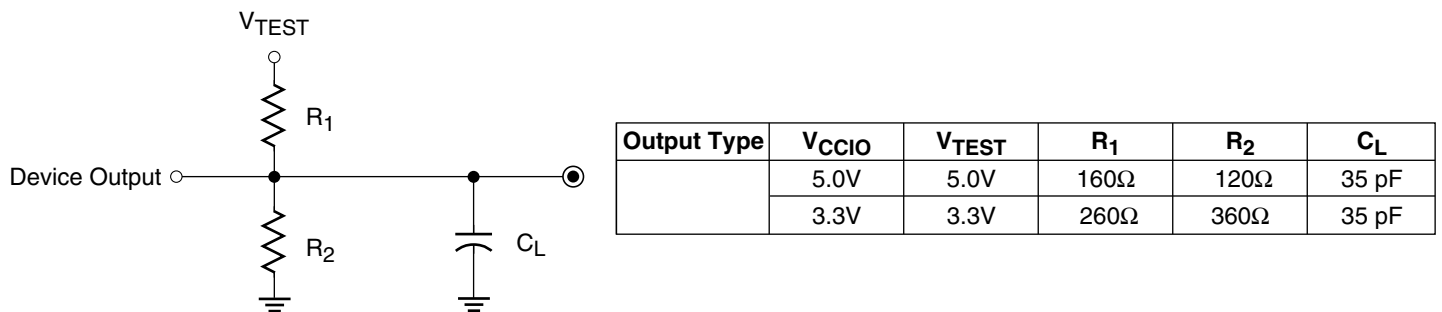 VTEST
R1
Device Output
R2
CL
Output Type VCCIO VTEST R1 R2 CL
5.0V 5.0V 160Ω 120Ω 35 pF
3.3V 3.3V 260Ω 360Ω 35 pF